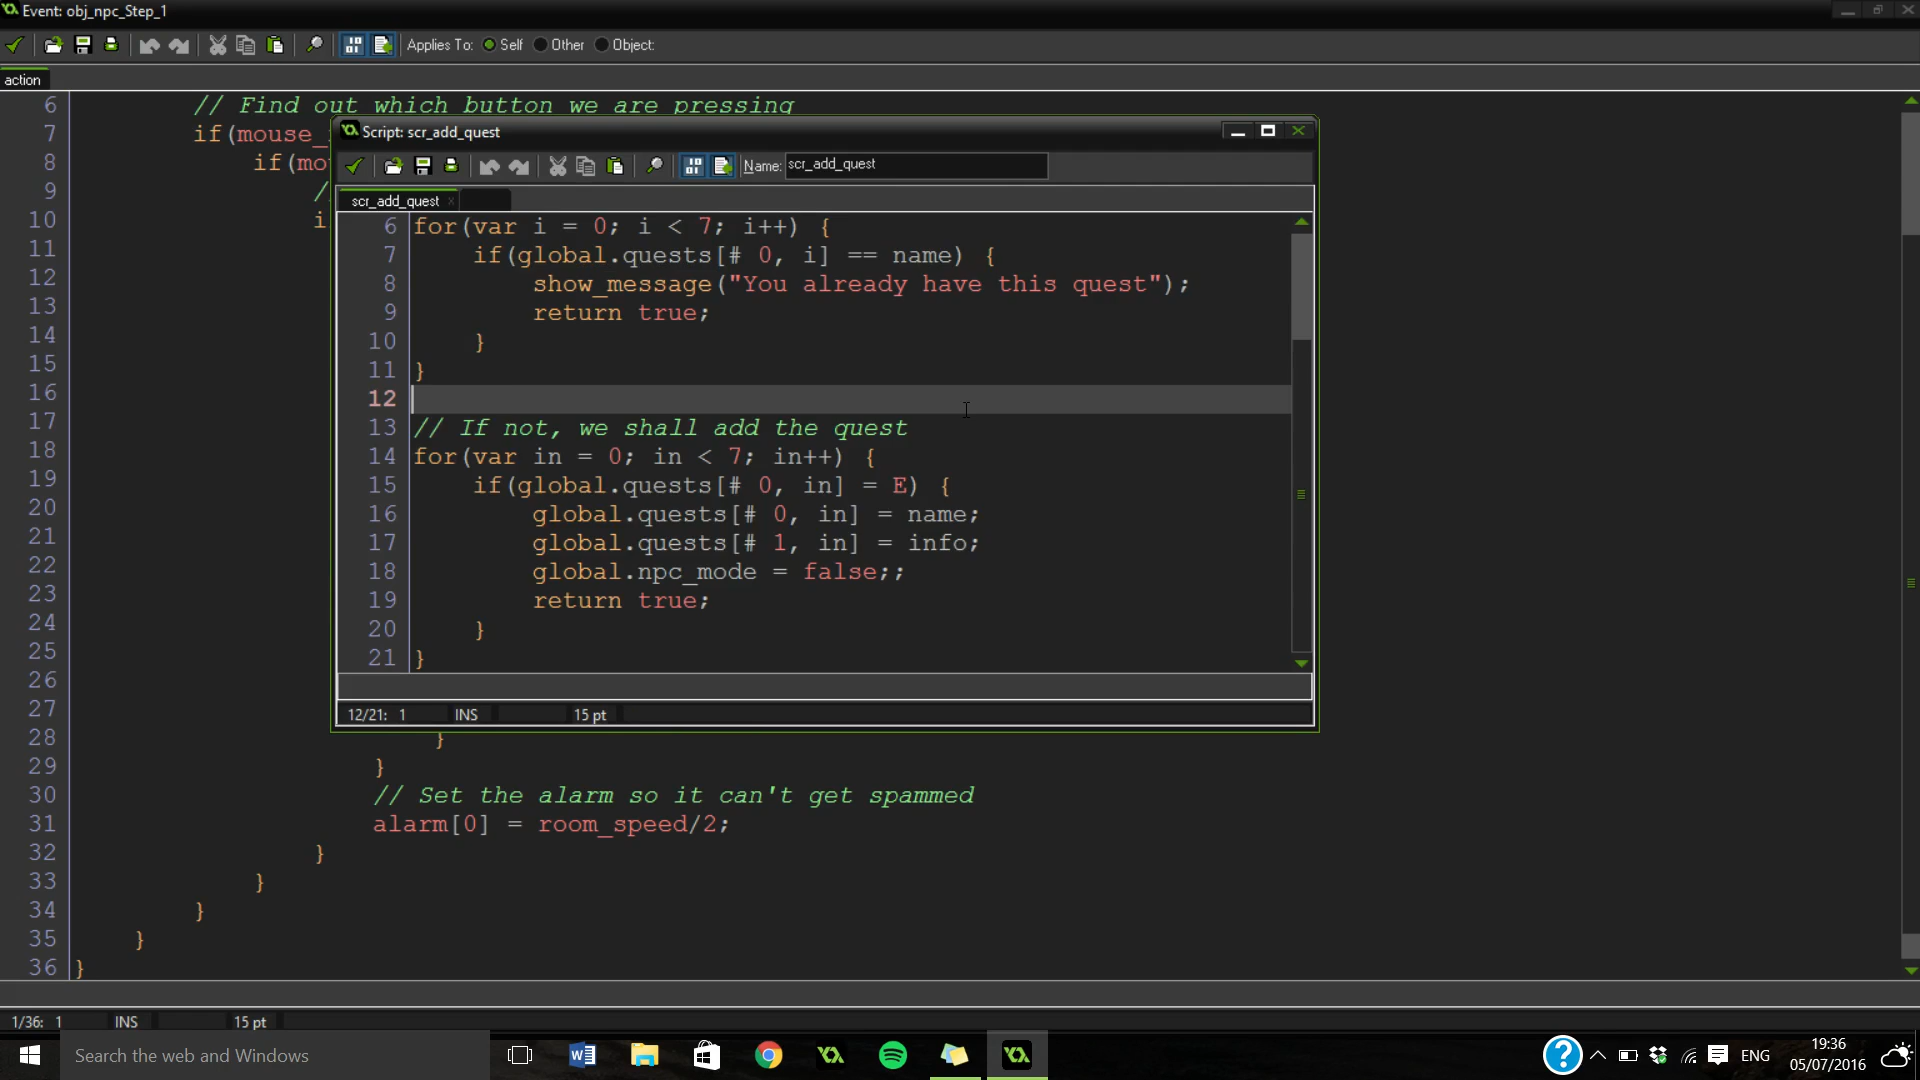 Event: obj_npc_Step_1
Applies To: Self Other Object:
action
6 // Find out which button we are pressing
7 if(mouse_
8 if(mo
9 /
10 i
11
12
13
14
15
16
17
18
19
20
21
22
23
24
25
26
27
28 }
29 }
30 // Set the alarm so it can't get spammed
31 alarm[0] = room_speed/2;
32 }
33 }
34 }
35 }
36 }
1/36: 1 INS 15 pt
Script: scr_add_quest
Name: scr_add_quest
scr_add_quest x
6 for(var i = 0; i < 7; i++) {
7 if(global.quests[# 0, i] == name) {
8 show_message("You already have this quest");
9 return true;
10 }
11 }
12
13 // If not, we shall add the quest
14 for(var in = 0; in < 7; in++) {
15 if(global.quests[# 0, in] = E) {
16 global.quests[# 0, in] = name;
17 global.quests[# 1, in] = info;
18 global.npc_mode = false;;
19 return true;
20 }
21 }
12/21: 1 INS 15 pt
Search the web and Windows
ENG
19:36
05/07/2016